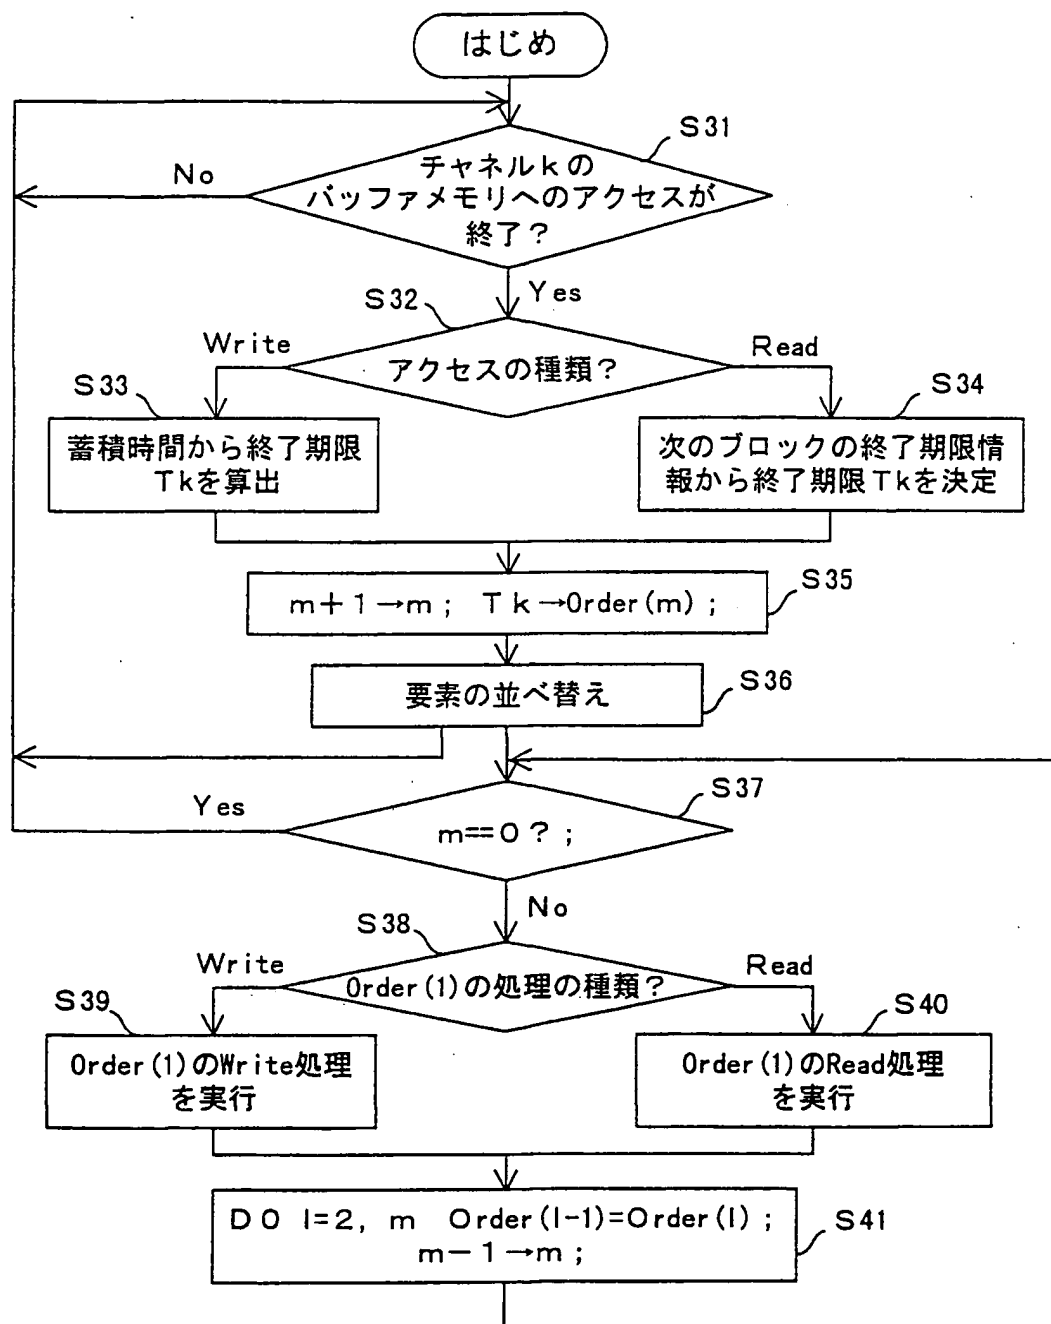 はじめ
S31
No
チャネルkの
バッファメモリへのアクセスが
終了?
Yes
S32
Write
アクセスの種類?
Read
S33
蓄積時間から終了期限
Tkを算出
S34
次のブロックの終了期限情
報から終了期限Tkを決定
m+1→m; Tk→Order(m);
S35
要素の並べ替え
S36
S37
Yes
m==0?;
No
S38
Write
Order(1)の処理の種類?
Read
S39
Order(1)のWrite処理
を実行
S40
Order(1)のRead処理
を実行
DO I=2, m Order(I-1)=Order(I);
m-1→m;
S41